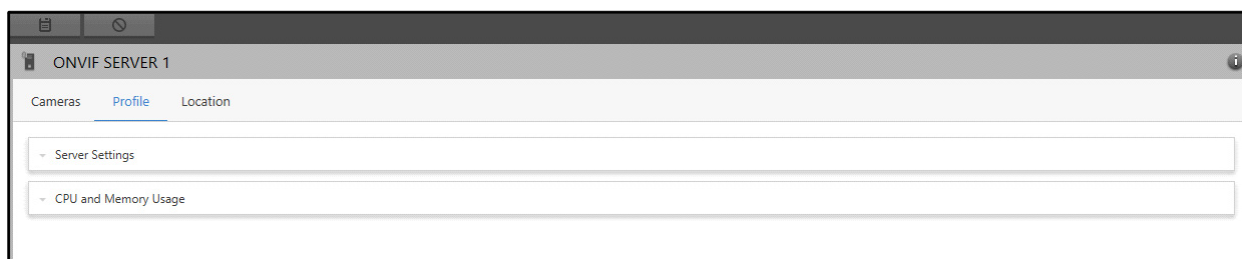 ONVIF SERVER 1
Cameras Profile Location
Server Settings
CPU and Memory Usage